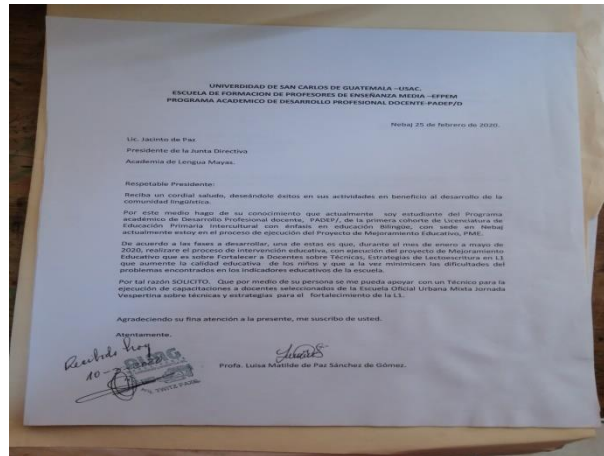 UNIVERDIDAD DE SAN CARLOS DE GUATEMALA –USAC.
ESCUELA DE FORMACION DE PROFESORES DE ENSEÑANZA MEDIA –EFPEM
PROGRAMA ACADEMICO DE DESARROLLO PROFESIONAL DOCENTE-PADEP/D
Nebaj 25 de febrero de 2020.
Lic. Jacinto de Paz
Presidente de la Junta Directiva
Academia de Lengua Mayas.
Respetable Presidente:
Reciba un cordial saludo, deseándole éxitos en sus actividades en beneficio al desarrollo de la
comunidad lingüística.
Por este medio hago de su conocimiento que actualmente soy estudiante del Programa
académico de Desarrollo Profesional docente, PADEP/, de la primera cohorte de Licenciatura de
Educación Primaria Intercultural con énfasis en educación Bilingüe, con sede en Nebaj
actualmente estoy en el proceso de ejecución del Proyecto de Mejoramiento Educativo, PME.
De acuerdo a las fases a desarrollar, una de estas es que, durante el mes de enero a mayo de
2020, realizare el proceso de intervención educativa, con ejecución del proyecto de Mejoramiento
Educativo que es sobre Fortalecer a Docentes sobre Técnicas, Estrategias de Lectoescritura en L1
que aumente la calidad educativa de los niños y que a la vez minimicen las dificultades del
problemas encontrados en los indicadores educativos de la escuela.
Por tal razón SOLICITO. Que por medio de su persona se me pueda apoyar con un Técnico para la
ejecución de capacitaciones a docentes seleccionados de la Escuela Oficial Urbana Mixta Jornada
Vespertina sobre técnicas y estrategias para el fortalecimiento de la L1.
Agradeciendo su fina atención a la presente, me suscribo de usted.
Atentamente.
Recibido hoy
Profa. Luisa Matilde de Paz Sánchez de Gómez.